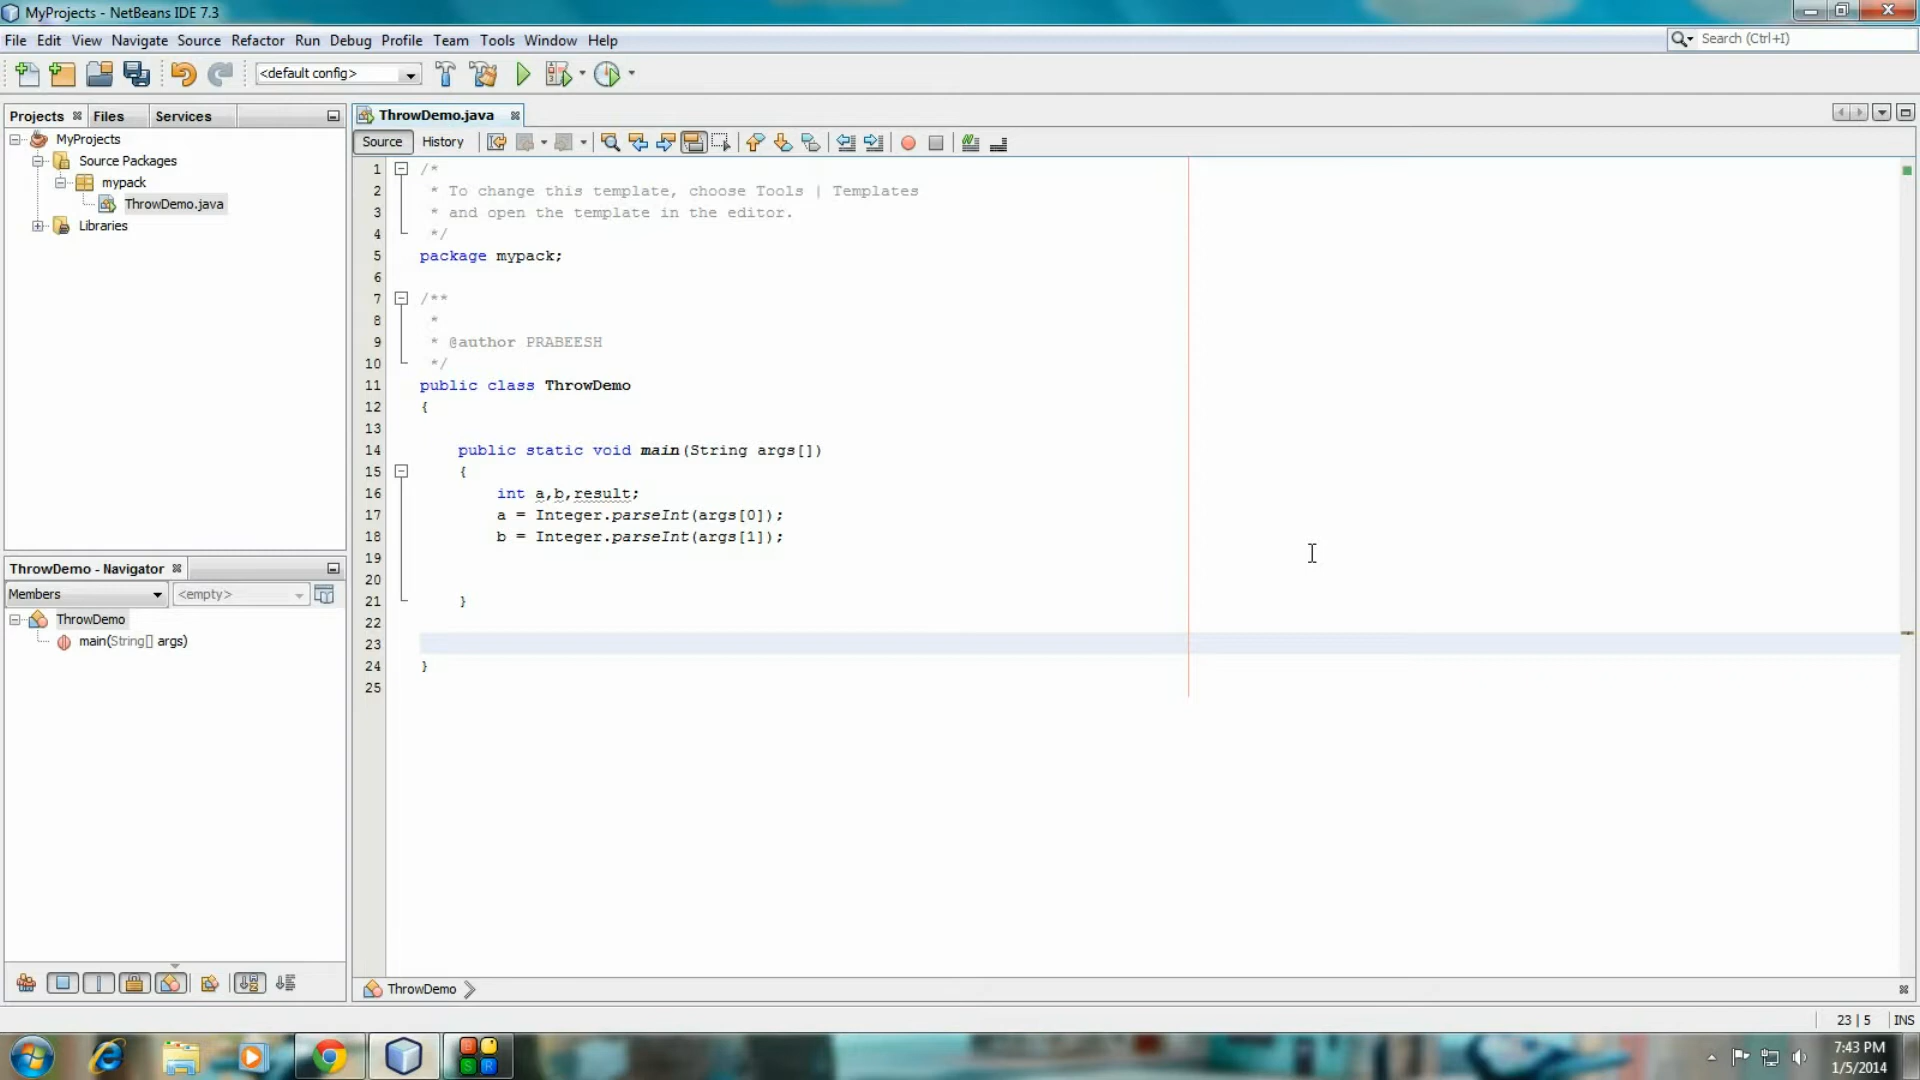 MyProjects - NetBeans IDE 7.3
File Edit View Navigate Source Refactor Run Debug Profile Team Tools Window Help
Search (Ctrl+I)
<default config>
Projects Files Services
ThrowDemo.java
MyProjects
Source Packages
mypack
ThrowDemo.java
Libraries
Source History
1 /*
2 * To change this template, choose Tools | Templates
3 * and open the template in the editor.
4 */
5 package mypack;
6
7 /**
8 *
9 * @author PRABEESH
10 */
11 public class ThrowDemo
12 {
13
14 public static void main(String args[])
15 {
16 int a,b,result;
17 a = Integer.parseInt(args[0]);
18 b = Integer.parseInt(args[1]);
19
20
21 }
22
23
24 }
25
ThrowDemo - Navigator
Members <empty>
ThrowDemo
main(String[] args)
ThrowDemo
23 | 5 INS
7:43 PM
1/5/2014